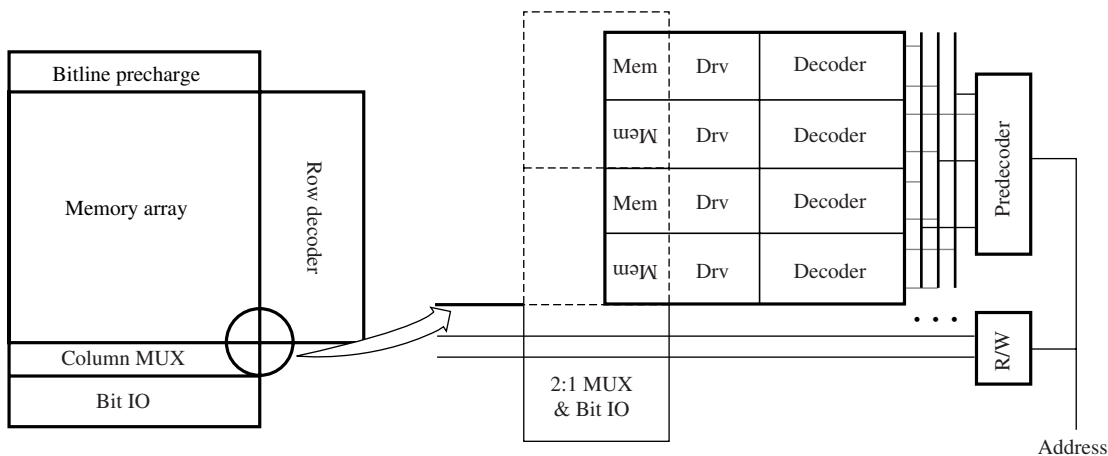 Bitline precharge
Memory array
Row decoder
Column MUX
Bit IO
Mem Drv Decoder
Mem Drv Decoder
Mem Drv Decoder
Mem Drv Decoder
Predecoder
• • •
R/W
2:1 MUX
& Bit IO
Address